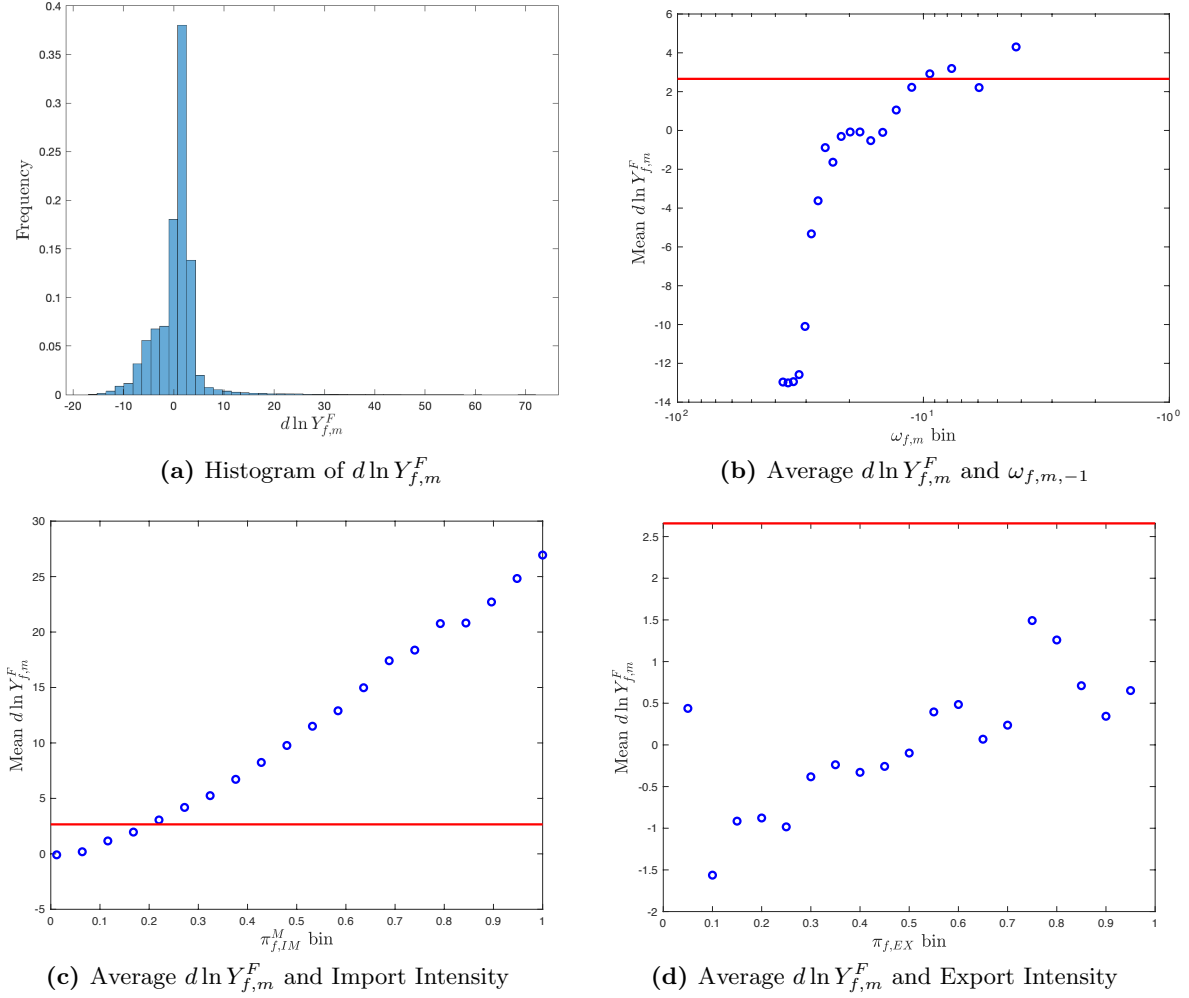 0.4
0.35
0.3
0.25
0.2
0.15
0.1
0.05
0
Frequency
-20 -10 0 10 20 30 40 50 60 70
d ln Y^F_{f,m}
(a) Histogram of d ln Y^F_{f,m}
6
4
2
0
-2
-4
-6
-8
-10
-12
-14
Mean d ln Y^F_{f,m}
-10^2 -10^1 -10^0
ω_{f,m} bin
(b) Average d ln Y^F_{f,m} and ω_{f,m,-1}
30
25
20
15
10
5
0
-5
Mean d ln Y^F_{f,m}
0 0.1 0.2 0.3 0.4 0.5 0.6 0.7 0.8 0.9 1
π^M_{f,IM} bin
(c) Average d ln Y^F_{f,m} and Import Intensity
2.5
2
1.5
1
0.5
0
-0.5
-1
-1.5
-2
Mean d ln Y^F_{f,m}
0 0.1 0.2 0.3 0.4 0.5 0.6 0.7 0.8 0.9 1
π_{f,EX} bin
(d) Average d ln Y^F_{f,m} and Export Intensity